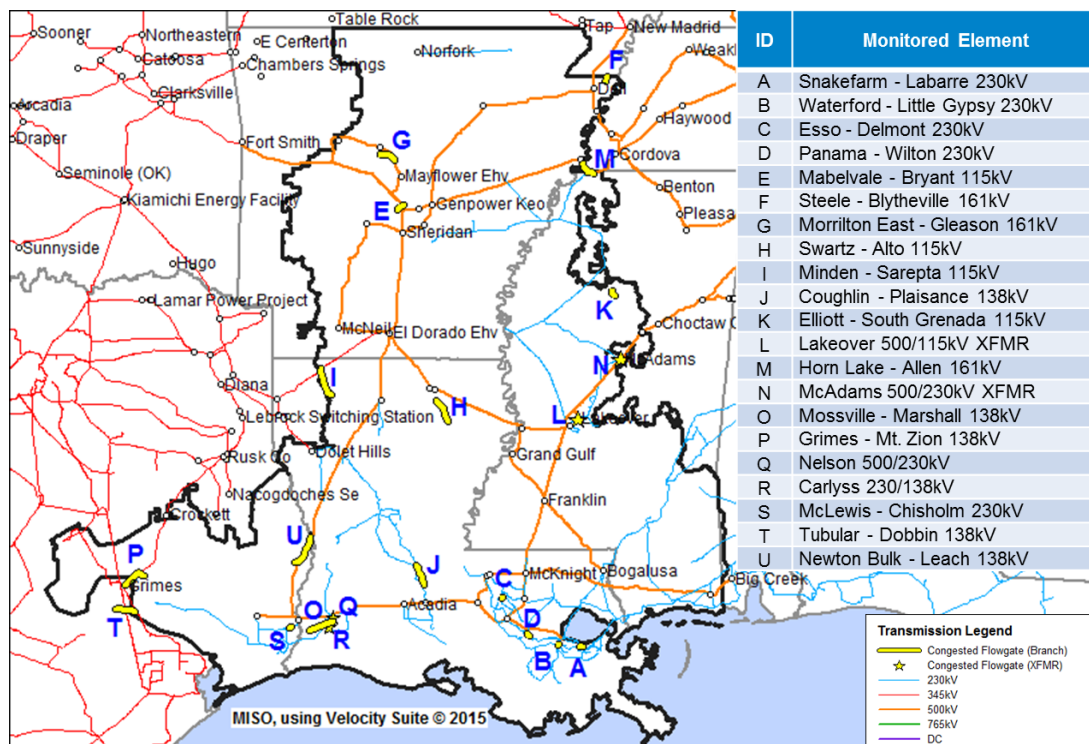 Table Rock
Tap
New Madrid
Sooner
Northeastern
E Centerton
Norfork
Weakl
Catoosa
Chambers Springs
F
Clarksville
Dell
Arcadia
Haywood
Draper
Fort Smith
G
Cordova
M
Seminole (OK)
Mayflower Ehv
Benton
Kiamichi Energy Facility
E
Genpower Keo
Pleasa
Sheridan
Sunnyside
Hugo
K
Lamar Power Project
McNeil
El Dorado Ehv
Choctaw
N
Adams
I
Diana
H
L
Lebrock Switching Station
Rusk Co
Dolet Hills
Grand Gulf
Nacogdoches Se
Franklin
Crockett
U
P
J
C
McKnight
Bogalusa
Big Creek
Grimes
T
S
O
Q
R
Acadia
D
B
A
MISO, using Velocity Suite © 2015
ID Monitored Element
A Snakefarm - Labarre 230kV
B Waterford - Little Gypsy 230kV
C Esso - Delmont 230kV
D Panama - Wilton 230kV
E Mabelvale - Bryant 115kV
F Steele - Blytheville 161kV
G Morrilton East - Gleason 161kV
H Swartz - Alto 115kV
I Minden - Sarepta 115kV
J Coughlin - Plaisance 138kV
K Elliott - South Grenada 115kV
L Lakeover 500/115kV XFMR
M Horn Lake - Allen 161kV
N McAdams 500/230kV XFMR
O Mossville - Marshall 138kV
P Grimes - Mt. Zion 138kV
Q Nelson 500/230kV
R Carlyss 230/138kV
S McLewis - Chisholm 230kV
T Tubular - Dobbin 138kV
U Newton Bulk - Leach 138kV
Transmission Legend
Congested Flowgate (Branch)
Congested Flowgate (XFMR)
230kV
345kV
500kV
765kV
DC